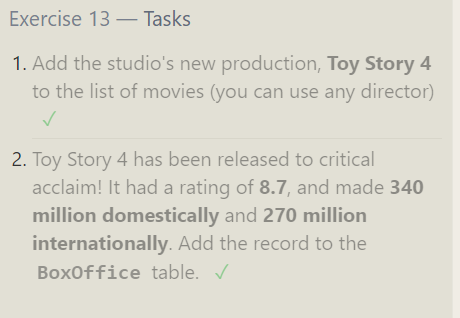 Exercise 13 — Tasks
1. Add the studio's new production, Toy Story 4
to the list of movies (you can use any director)
✓
2. Toy Story 4 has been released to critical
acclaim! It had a rating of 8.7, and made 340
million domestically and 270 million
internationally. Add the record to the
BoxOffice table. ✓